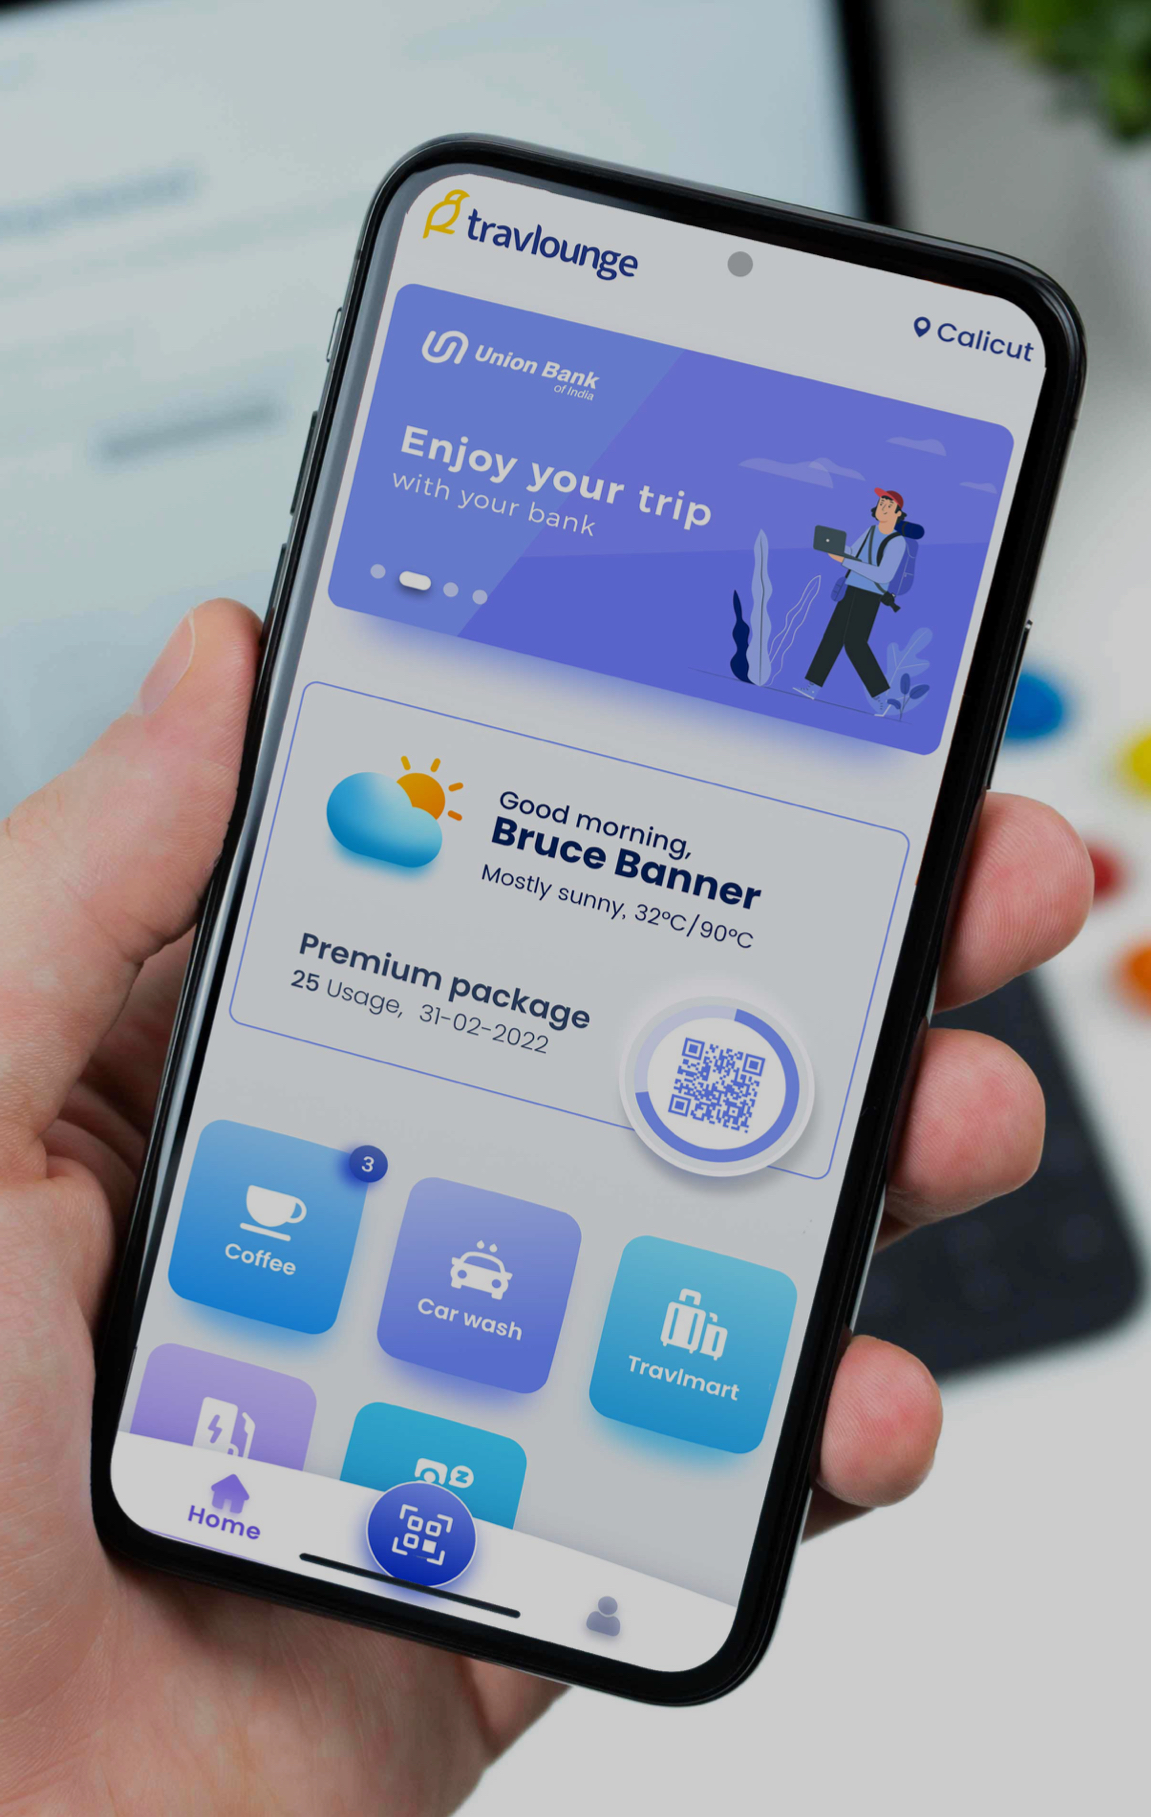 travlounge
Calicut
Union Bank
of India
Enjoy your trip
with your bank
Good morning,
Bruce Banner
Mostly sunny, 32°C/90°C
Premium package
25 Usage, 31-02-2022
3
Coffee
Car wash
Travlmart
z
Home